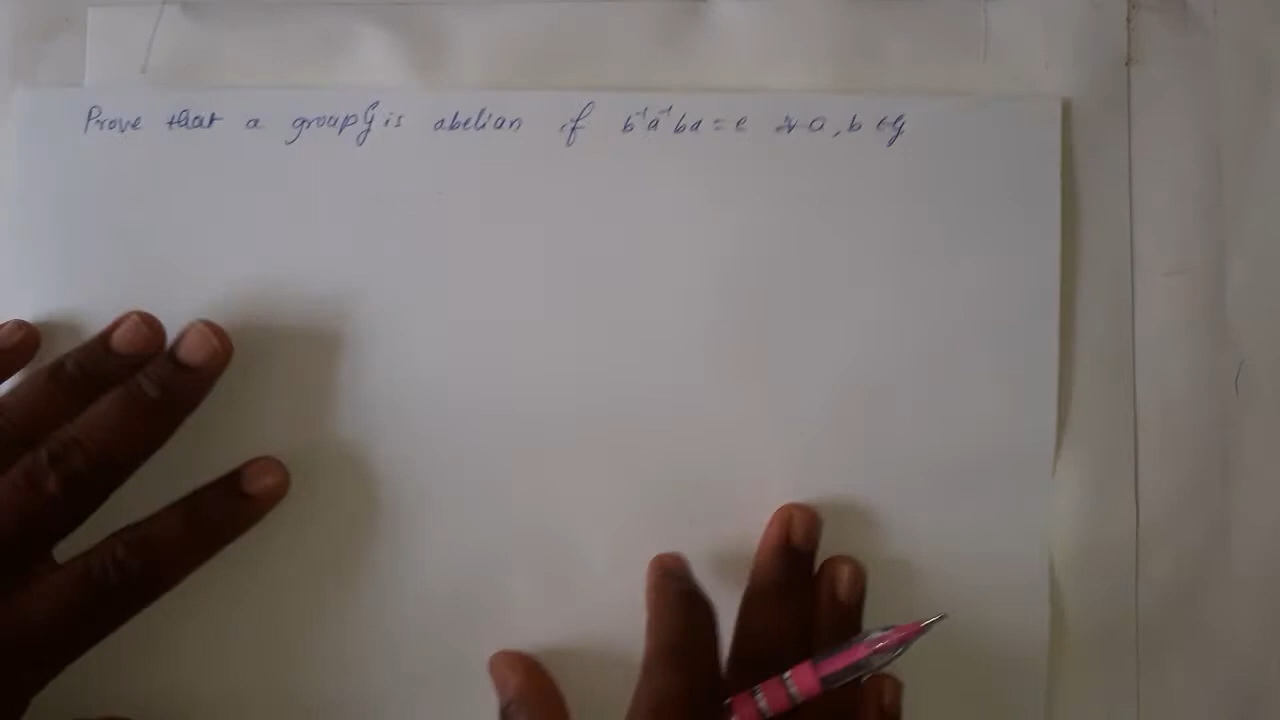 Prove that a group G is abelian if b⁻¹a⁻¹ba = e ∀ a, b ∈ G